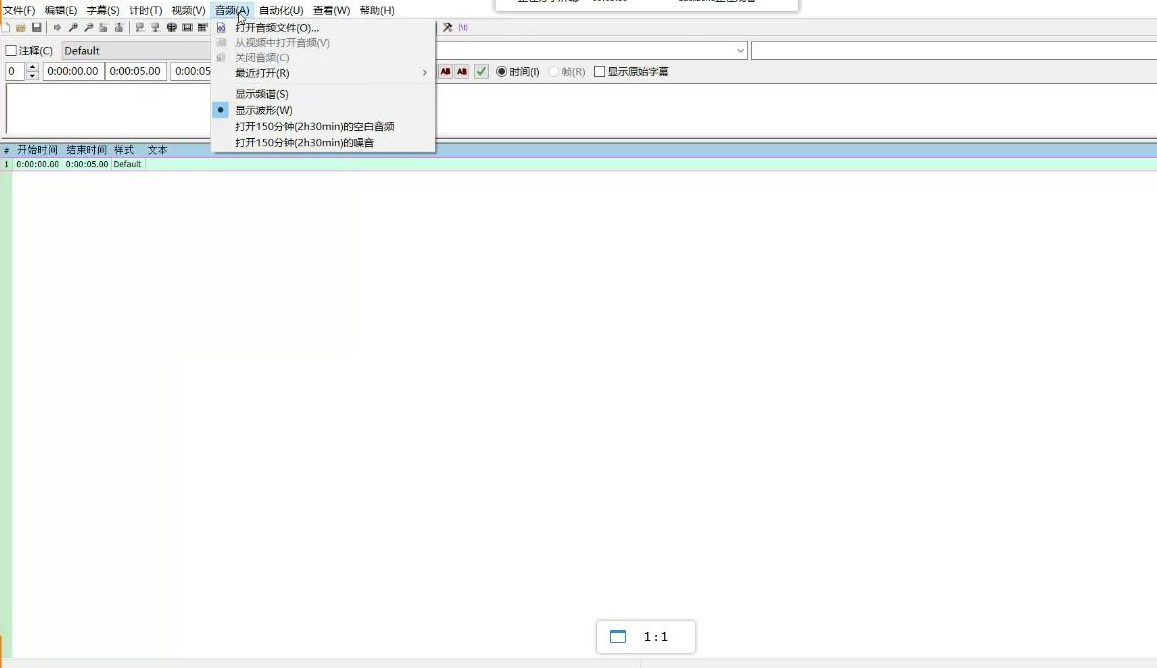 文件(F) 编辑(E) 字幕(S) 计时(T) 视频(V) 音频(A) 自动化(U) 查看(W) 帮助(H)
打开音频文件(O)...
从视频中打开音频(V)
关闭音频(C)
最近打开(R)
显示频谱(S)
显示波形(W)
打开150分钟(2h30min)的空白音频
打开150分钟(2h30min)的噪音
注释(C) Default
0 0:00:00.00 0:00:05.00 0:00:05 AB AB 时间(I) 帧(R) 显示原始字幕
# 开始时间 结束时间 样式 文本
1 0:00:00.00 0:00:05.00 Default
1:1